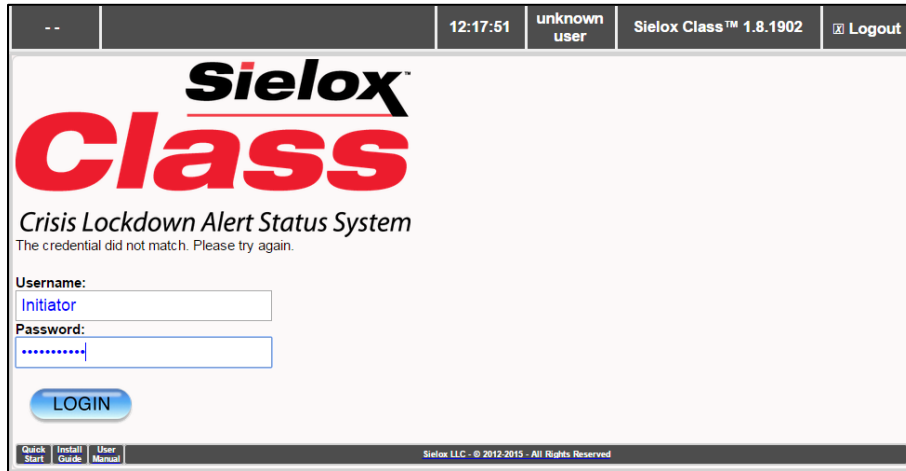 - -
12:17:51
unknown user
Sielox Class™ 1.8.1902
Logout
Sielox™
Class
Crisis Lockdown Alert Status System
The credential did not match. Please try again.
Username:
Initiator
Password:
•••••••••••
LOGIN
Quick Start
Install Guide
User Manual
Sielox LLC - © 2012-2015 - All Rights Reserved